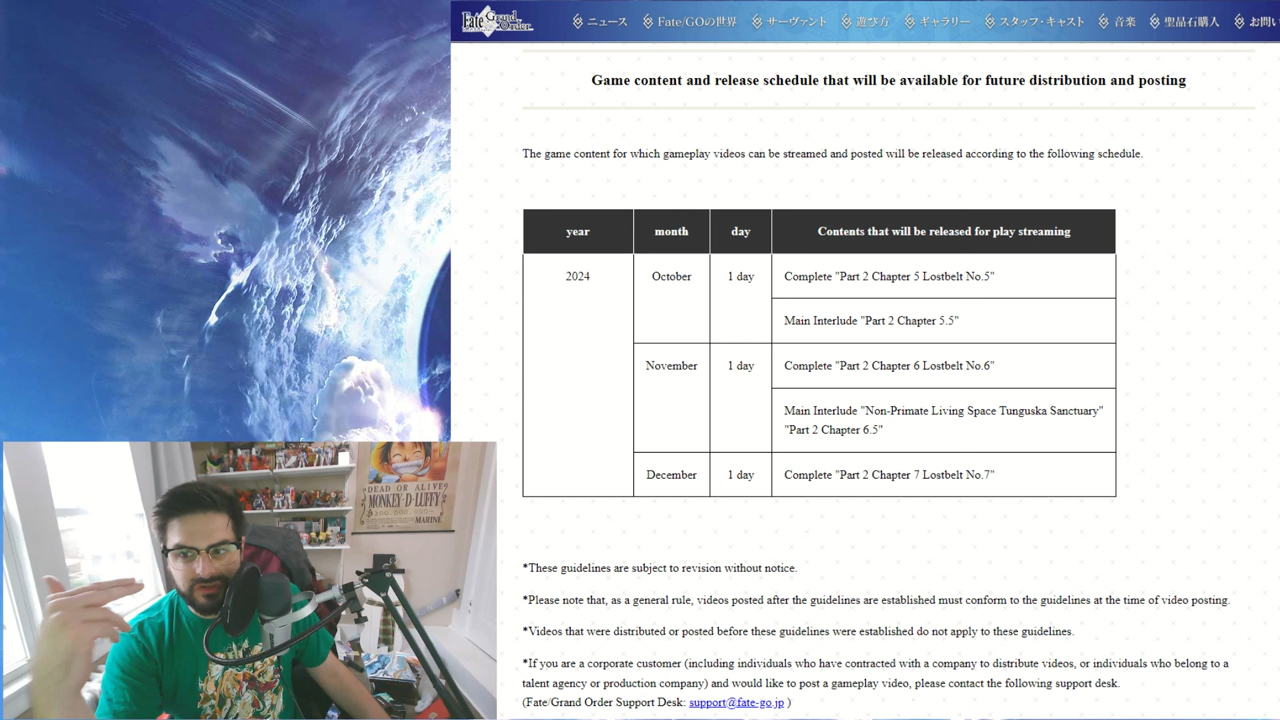 Fate Grand Order
ニュース Fate/GOの世界 サーヴァント 遊び方 ギャラリー スタッフ・キャスト 音楽 聖晶石購入 お問い
Game content and release schedule that will be available for future distribution and posting
The game content for which gameplay videos can be streamed and posted will be released according to the following schedule.
year month day Contents that will be released for play streaming
2024 October 1 day Complete "Part 2 Chapter 5 Lostbelt No.5"
Main Interlude "Part 2 Chapter 5.5"
November 1 day Complete "Part 2 Chapter 6 Lostbelt No.6"
Main Interlude "Non-Primate Living Space Tunguska Sanctuary"
"Part 2 Chapter 6.5"
December 1 day Complete "Part 2 Chapter 7 Lostbelt No.7"
*These guidelines are subject to revision without notice.
*Please note that, as a general rule, videos posted after the guidelines are established must conform to the guidelines at the time of video posting.
*Videos that were distributed or posted before these guidelines were established do not apply to these guidelines.
*If you are a corporate customer (including individuals who have contracted with a company to distribute videos, or individuals who belong to a
talent agency or production company) and would like to post a gameplay video, please contact the following support desk.
(Fate/Grand Order Support Desk: support@fate-go.jp )
DEAD OR ALIVE
MONKEY·D·LUFFY
MARINE